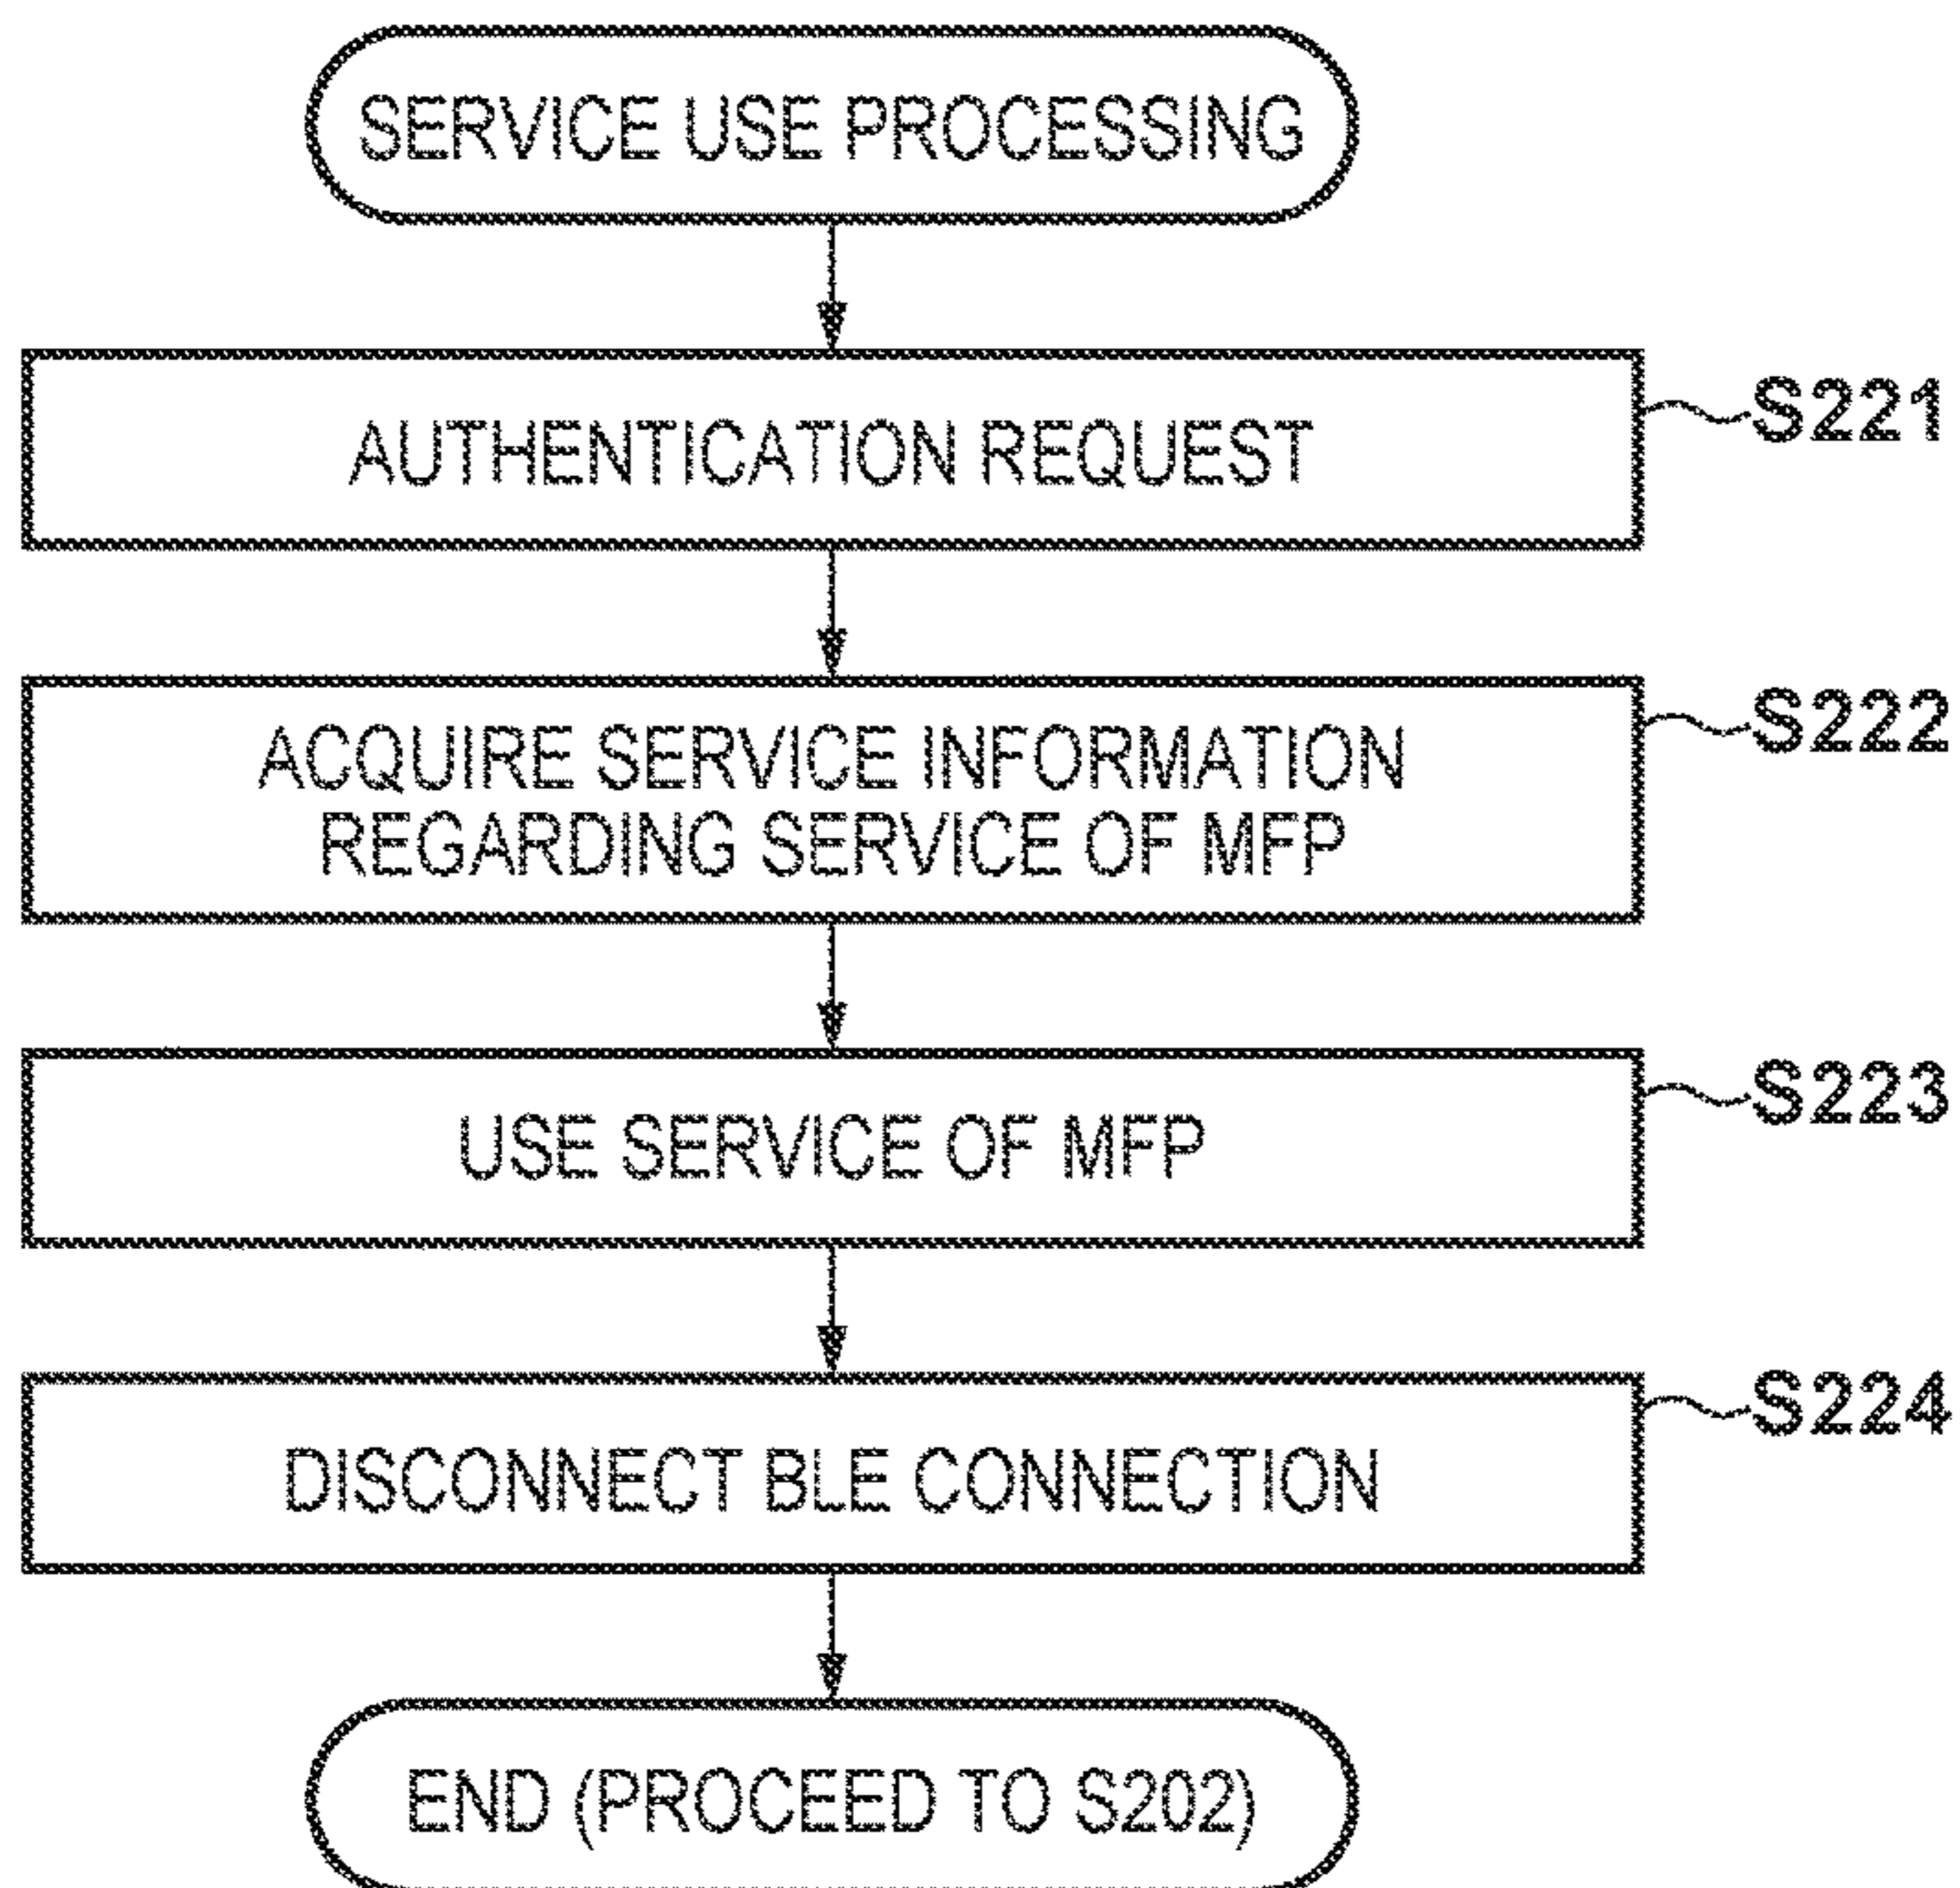 SERVICE USE PROCESSING
AUTHENTICATION REQUEST
S221
ACQUIRE SERVICE INFORMATION
REGARDING SERVICE OF MFP
S222
USE SERVICE OF MFP
S223
DISCONNECT BLE CONNECTION
S224
END (PROCEED TO S202)